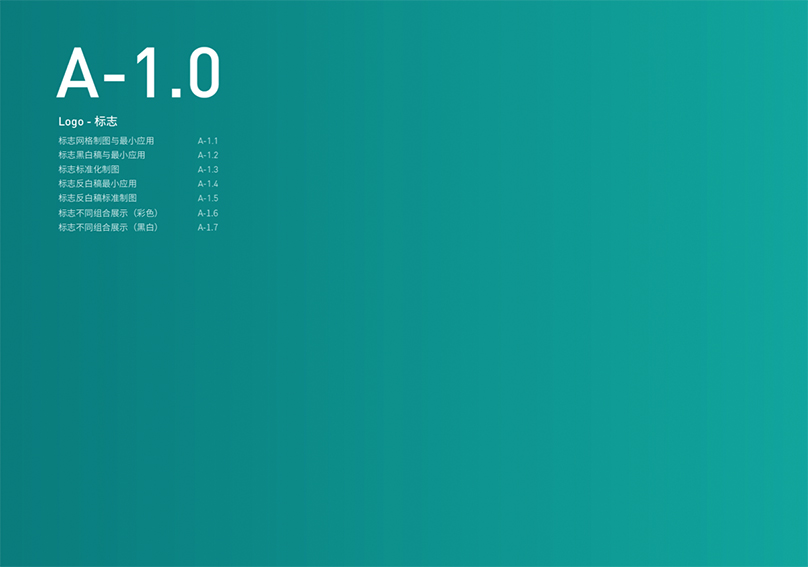 A-1.0
Logo - 标志
标志网格制图与最小应用 A-1.1
标志黑白稿与最小应用 A-1.2
标志标准化制图 A-1.3
标志反白稿最小应用 A-1.4
标志反白稿标准制图 A-1.5
标志不同组合展示（彩色） A-1.6
标志不同组合展示（黑白） A-1.7